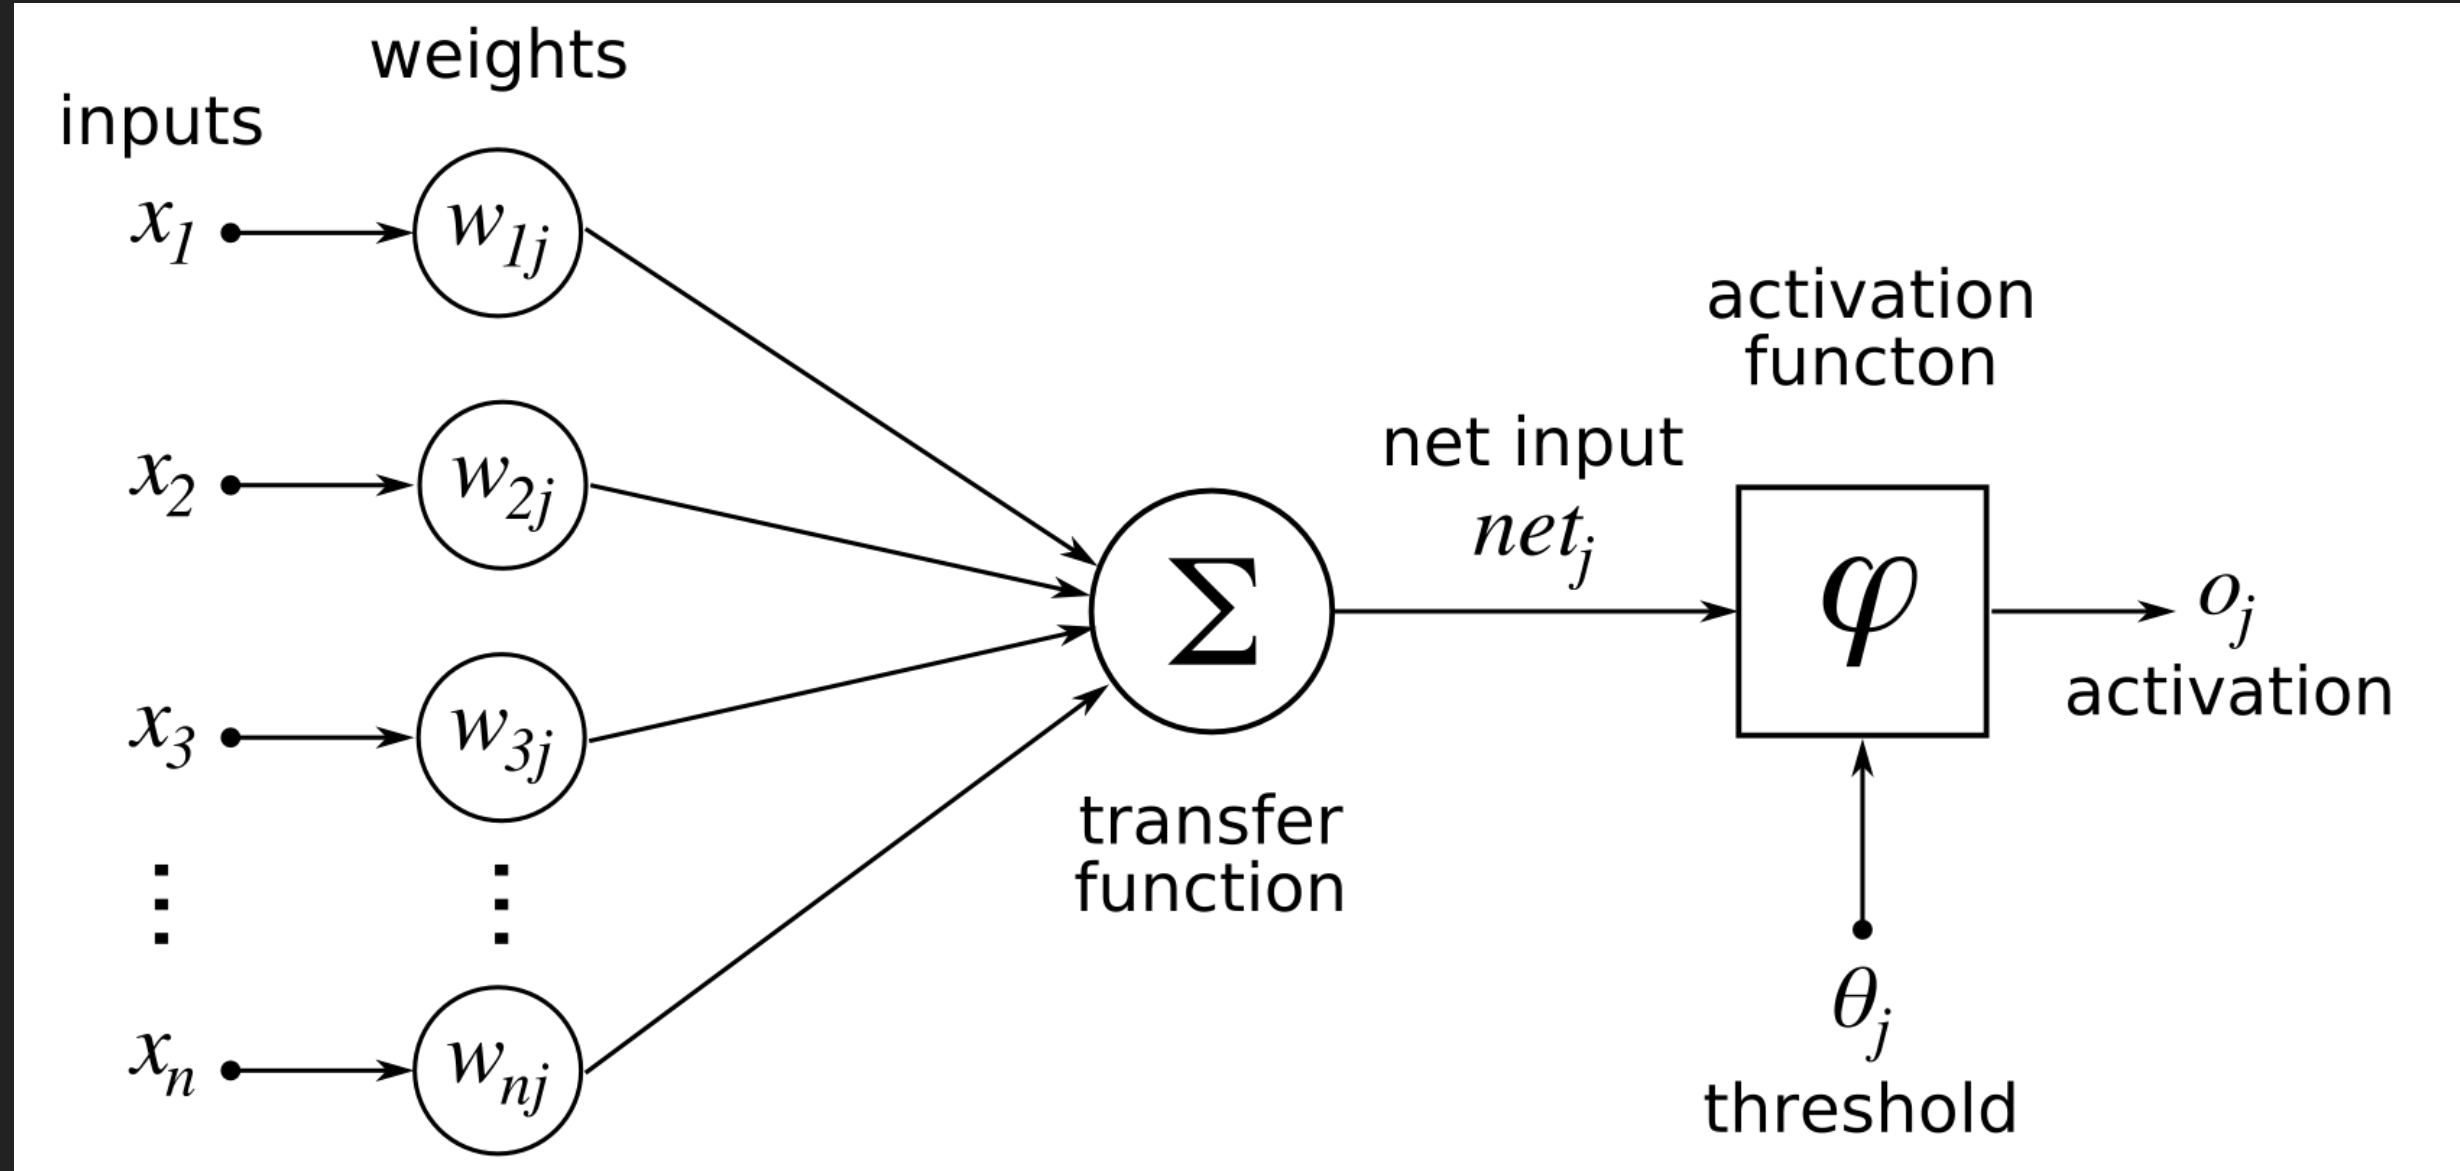 weights
inputs
x1
w1j
x2
w2j
x3
w3j
⋮
⋮
xn
wnj
Σ
transfer
function
net input
netj
activation
functon
φ
oj
activation
θj
threshold